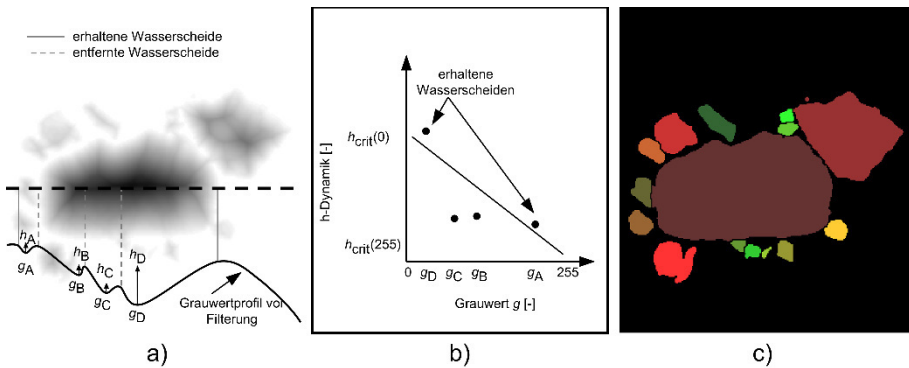 erhaltene Wasserscheide
entfernte Wasserscheide
hA
gA
hB
gB
hC
gC
hD
gD
Grauwertprofil vor
Filterung
a)
erhaltene
Wasserscheiden
hcrit(0)
h-Dynamik [-]
hcrit(255)
0 gD gC gB gA 255
Grauwert g [-]
b)
c)